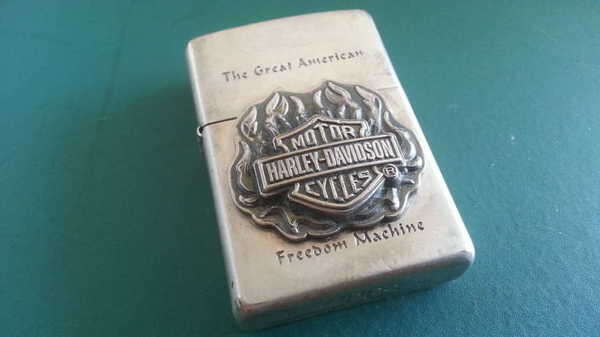 The Great American
MOTOR
HARLEY-DAVIDSON
CYCLES
®
Freedom Machine